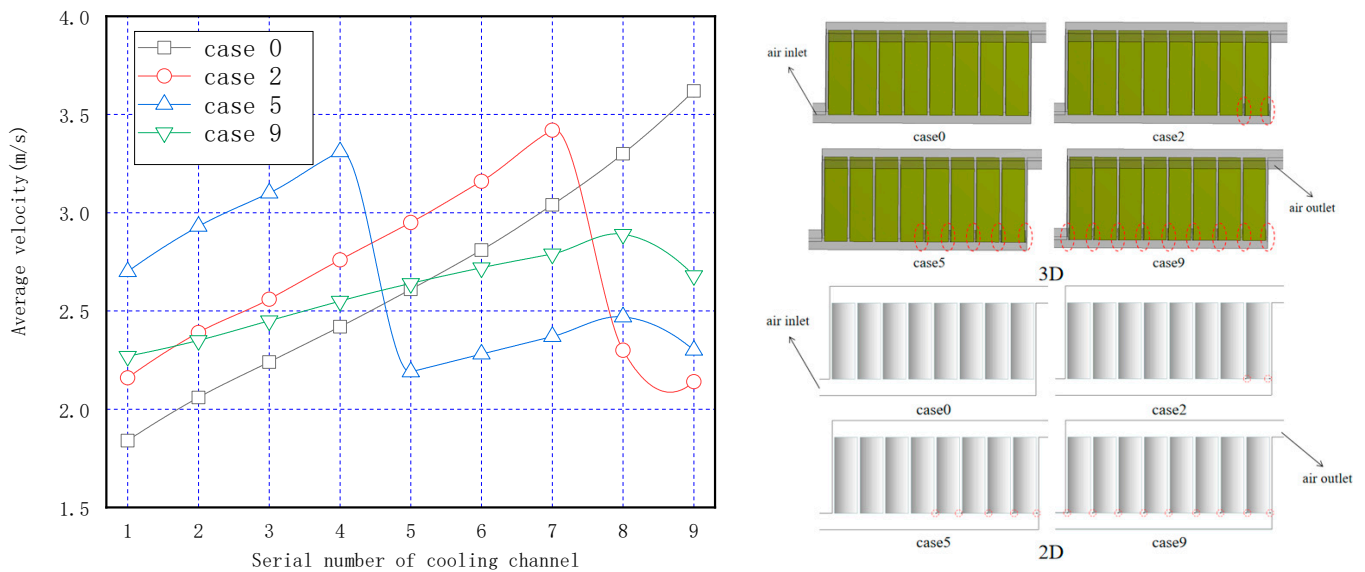 4.0
3.5
3.0
2.5
2.0
1.5
Average velocity(m/s)
case 0
case 2
case 5
case 9
1 2 3 4 5 6 7 8 9
Serial number of cooling channel
air inlet
case0
case2
air outlet
case5
case9
3D
air inlet
case0
case2
air outlet
case5
case9
2D